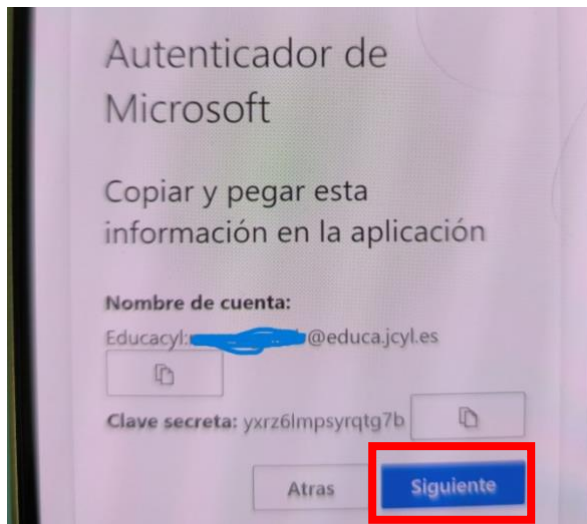 Autenticador de
Microsoft
Copiar y pegar esta
información en la aplicación
Nombre de cuenta:
Educacyl: @educa.jcyl.es
Clave secreta: yxrz6lmpsyrqtg7b
Atras Siguiente